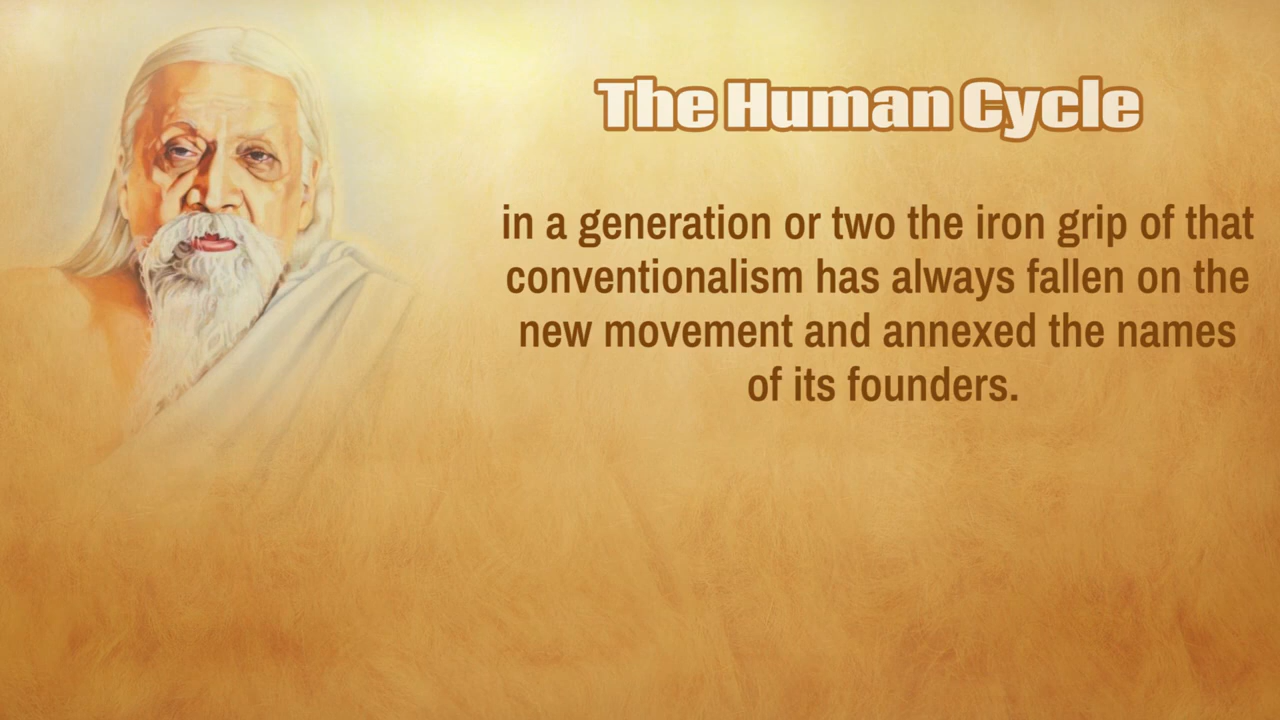 The Human Cycle
in a generation or two the iron grip of that
conventionalism has always fallen on the
new movement and annexed the names
of its founders.